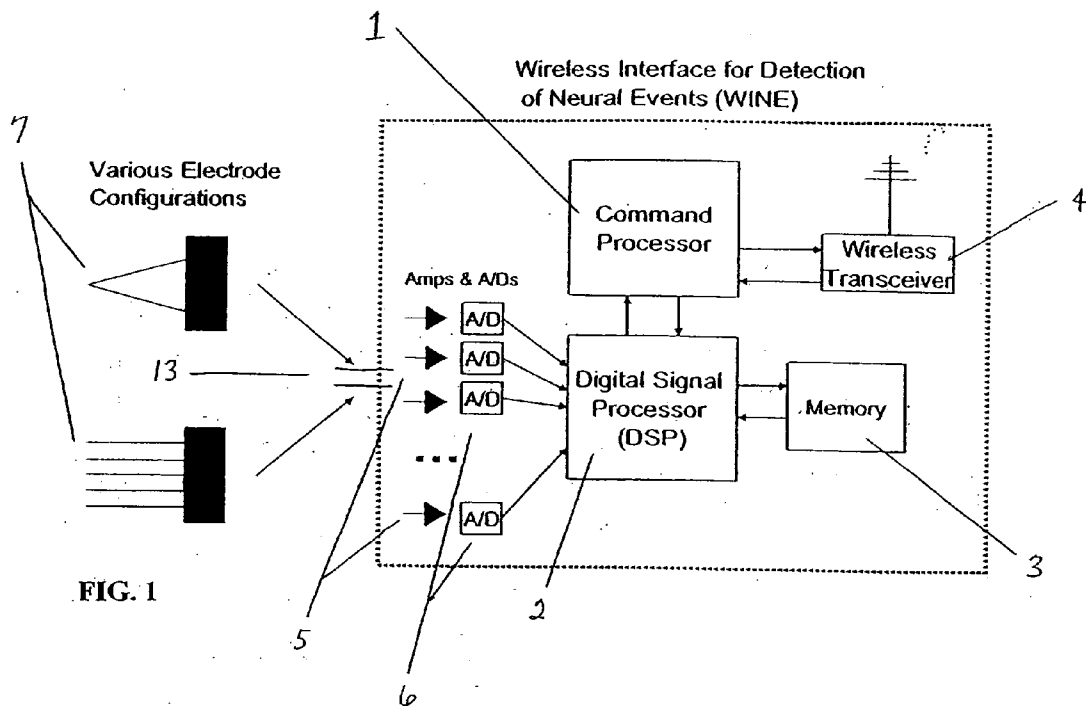 1
Wireless Interface for Detection
of Neural Events (WINE)
7
Various Electrode
Configurations
Command
Processor
4
Wireless
Transceiver
Amps & A/Ds
A/D
A/D
A/D
13
Digital Signal
Processor
(DSP)
Memory
A/D
FIG. 1
5
6
2
3